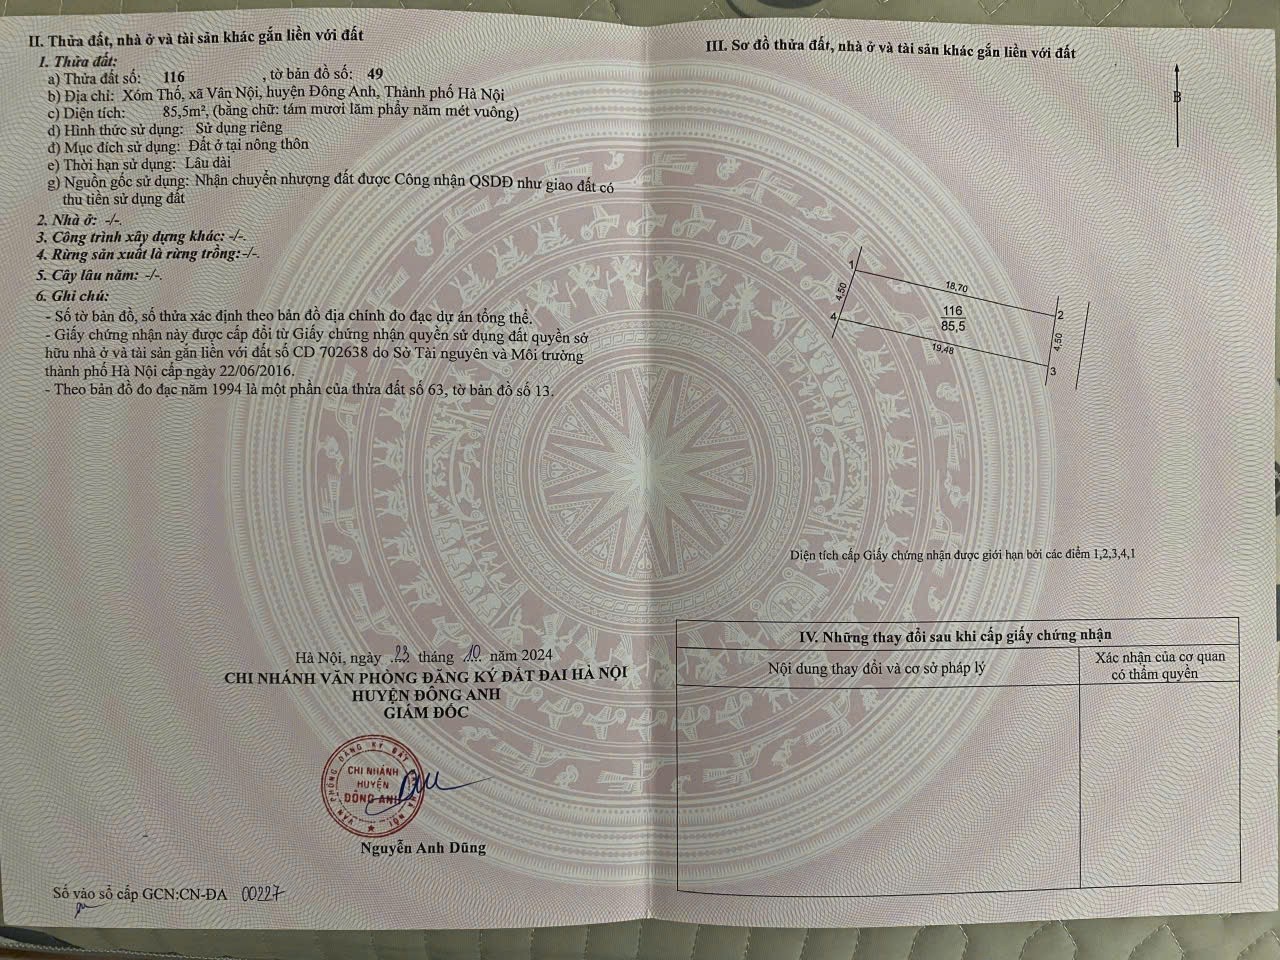 II. Thửa đất, nhà ở và tài sản khác gắn liền với đất
1. Thửa đất:
a) Thửa đất số: 116 , tờ bản đồ số: 49
b) Địa chỉ: Xóm Thố, xã Vân Nội, huyện Đông Anh, Thành phố Hà Nội
c) Diện tích: 85,5m², (bằng chữ: tám mươi lăm phẩy năm mét vuông)
d) Hình thức sử dụng: Sử dụng riêng
đ) Mục đích sử dụng: Đất ở tại nông thôn
e) Thời hạn sử dụng: Lâu dài
g) Nguồn gốc sử dụng: Nhận chuyển nhượng đất được Công nhận QSDĐ như giao đất có
thu tiền sử dụng đất
2. Nhà ở: -/-.
3. Công trình xây dựng khác: -/-.
4. Rừng sản xuất là rừng trồng:-/-.
5. Cây lâu năm: -/-.
6. Ghi chú:
- Số tờ bản đồ, số thửa xác định theo bản đồ địa chính đo đạc dự án tổng thể.
- Giấy chứng nhận này được cấp đổi từ Giấy chứng nhận quyền sử dụng đất quyền sở
hữu nhà ở và tài sản gắn liền với đất số CD 702638 do Sở Tài nguyên và Môi trường
thành phố Hà Nội cấp ngày 22/06/2016.
- Theo bản đồ đo đạc năm 1994 là một phần của thửa đất số 63, tờ bản đồ số 13.
Hà Nội, ngày 23 tháng 10 năm 2024
CHI NHÁNH VĂN PHÒNG ĐĂNG KÝ ĐẤT ĐAI HÀ NỘI
HUYỆN ĐÔNG ANH
GIÁM ĐỐC
VĂN PHÒNG ĐĂNG KÝ ĐẤT ĐAI HÀ NỘI
CHI NHÁNH
HUYỆN
ĐÔNG ANH
Nguyễn Anh Dũng
Số vào sổ cấp GCN:CN-ĐA 00227
III. Sơ đồ thửa đất, nhà ở và tài sản khác gắn liền với đất
B
1
18,70
2
4,50
116
85,5
4,50
4
19,48
3
Diện tích cấp Giấy chứng nhận được giới hạn bởi các điểm 1,2,3,4,1
IV. Những thay đổi sau khi cấp giấy chứng nhận
Nội dung thay đổi và cơ sở pháp lý
Xác nhận của cơ quan
có thẩm quyền